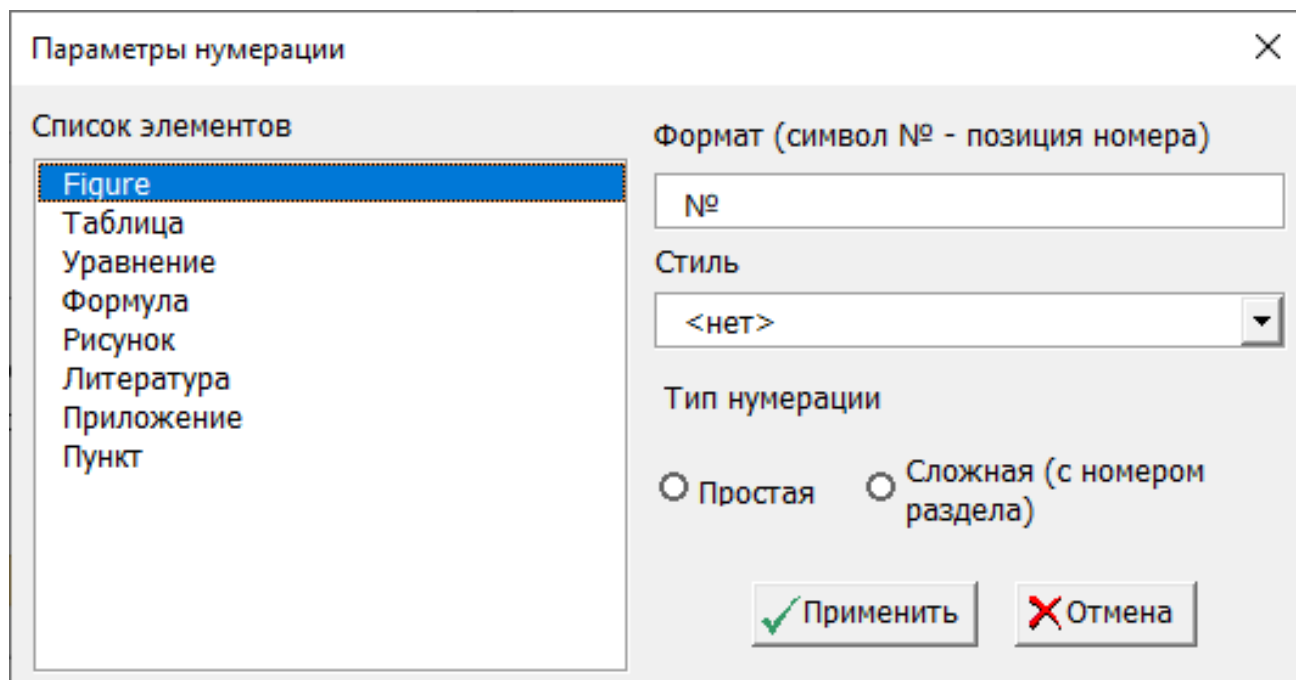 Параметры нумерации
Список элементов
Figure
Таблица
Уравнение
Формула
Рисунок
Литература
Приложение
Пункт
Формат (символ № - позиция номера)
№
Стиль
<нет>
Тип нумерации
Простая
Сложная (с номером
раздела)
Применить
Отмена